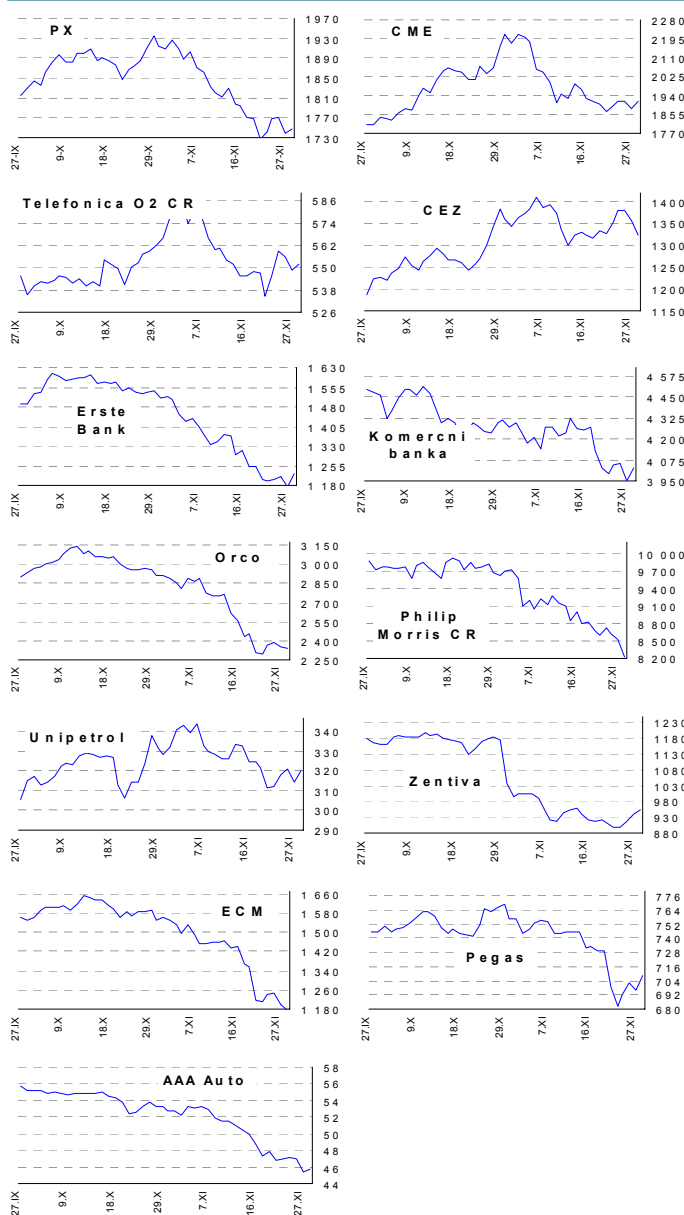 PX
1970
1930
1890
1850
1810
1770
1730
27-IX
9-X
18-X
29-X
7-XI
16-XI
27-XI
CME
2280
2195
2110
2025
1940
1855
1770
27.IX
9.X
18.X
29.X
7.XI
16.XI
27.XI
Telefonica O2 CR
586
574
562
550
538
526
27.IX
9.X
18.X
29.X
7.XI
16.XI
27.XI
CEZ
1400
1350
1300
1250
1200
1150
27.IX
9.X
18.X
29.X
7.XI
16.XI
27.XI
Erste
Bank
1 630
1 555
1 480
1 405
1 330
1 255
1 180
27.IX
9.X
18.X
29.X
7.XI
16.XI
27.XI
Komercni
banka
4 575
4 325
4 200
4 075
3 950
27.IX
9.X
18.X
29.X
7.XI
16.XI
27.XI
Orco
3 150
3 000
2 850
2 700
2 550
2 400
2 250
27.IX
9.X
18.X
29.X
7.XI
16.XI
27.XI
Philip
Morris CR
10 000
9 700
9 400
9 100
8 800
8 500
8 200
27.IX
9.X
18.X
29.X
7.XI
16.XI
27.XI
Unipetrol
340
330
320
310
300
290
27.IX
9.X
18.X
29.X
7.XI
16.XI
27.XI
Zentiva
1230
1180
1130
1080
1030
980
930
880
27.IX
9.X
18.X
29.X
7.XI
16.XI
27.XI
ECM
1 660
1 580
1 500
1 420
1 340
1 260
1 180
27.IX
9.X
18.X
29.X
7.XI
16.XI
27.XI
Pegas
776
764
752
740
728
716
704
692
680
27.IX
9.X
18.X
29.X
7.XI
16.XI
27.XI
AAA Auto
58
56
54
52
50
48
46
44
27.IX
9.X
18.X
29.X
7.XI
16.XI
27.XI